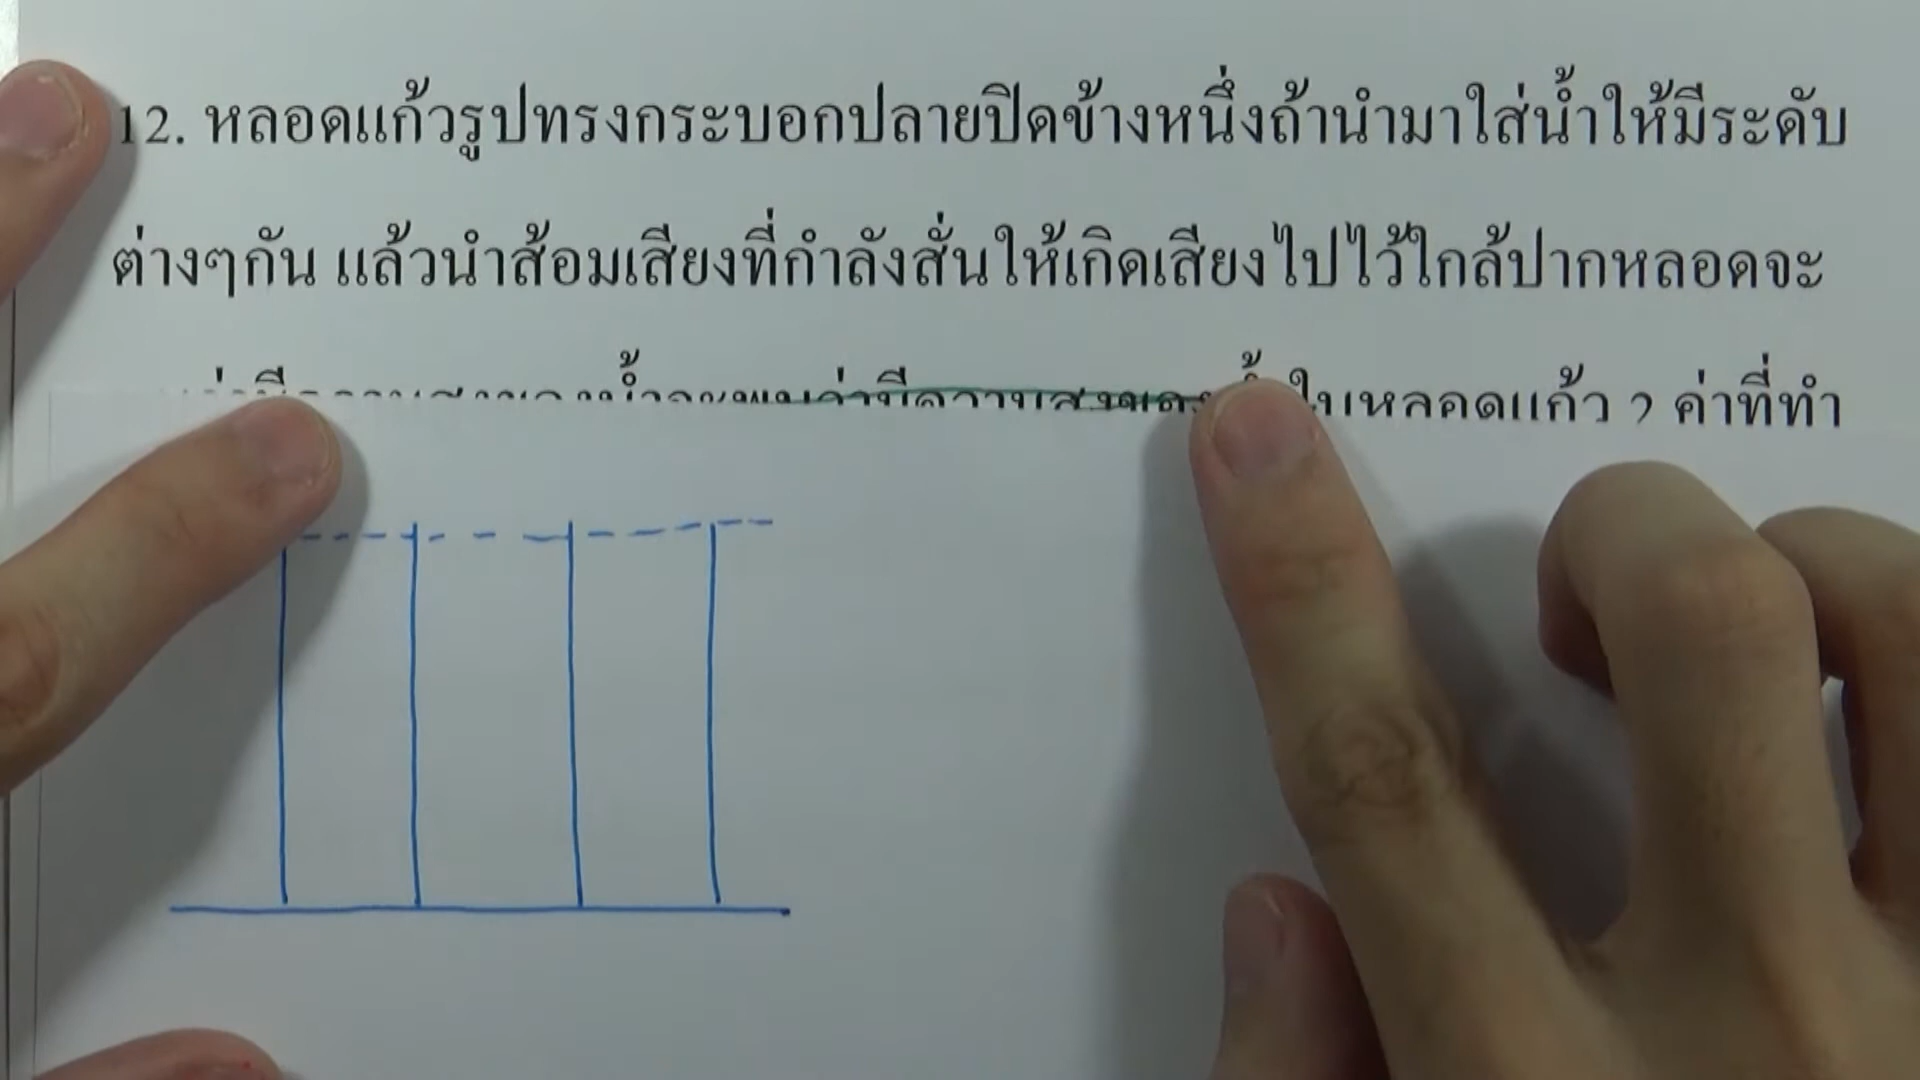 12. หลอดแก้วรูปทรงกระบอกปลายปิดข้างหนึ่งถ้านำมาใส่น้ำให้มีระดับ
ต่างๆกัน แล้วนำส้อมเสียงที่กำลังสั่นให้เกิดเสียงไปไว้ใกล้ปากหลอดจะ
ในหลอดแก้ว 2 ค่าที่ทำ